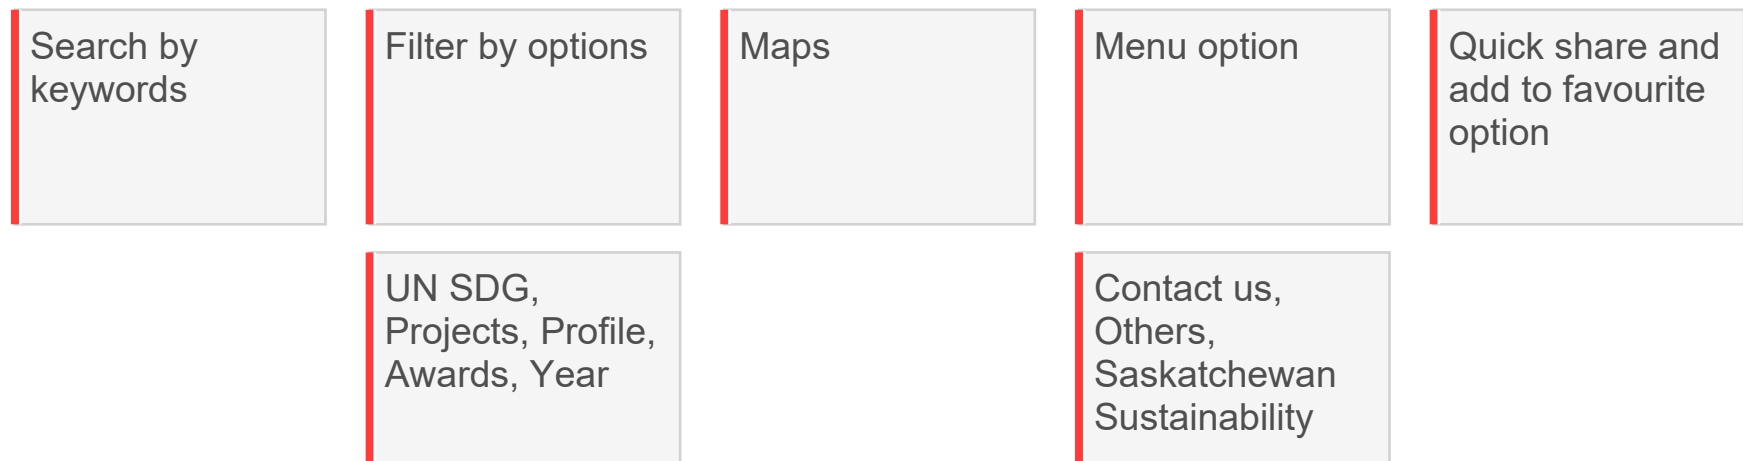 Search by
keywords
Filter by options
Maps
Menu option
Quick share and
add to favourite
option
UN SDG,
Projects, Profile,
Awards, Year
Contact us,
Others,
Saskatchewan
Sustainability